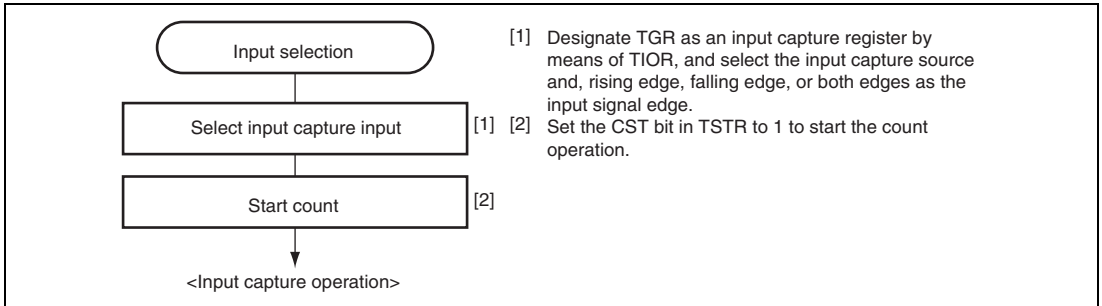 Input selection
Select input capture input
[1]
Start count
[2]
<Input capture operation>
[1] Designate TGR as an input capture register by
means of TIOR, and select the input capture source
and, rising edge, falling edge, or both edges as the
input signal edge.
[2] Set the CST bit in TSTR to 1 to start the count
operation.